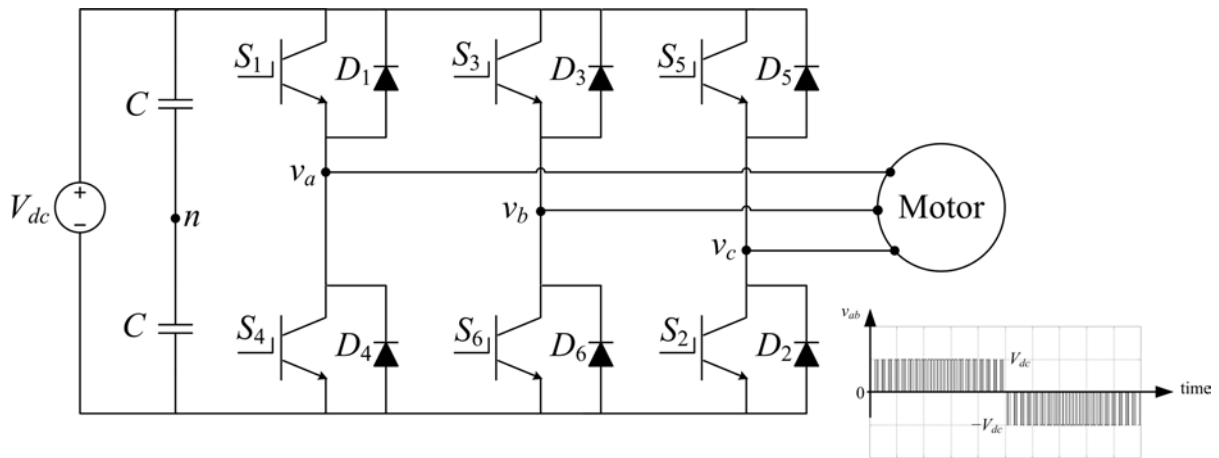 S1 D1 S3 D3 S5 D5
C
va
Vdc + − n vb Motor
vc
C S4 D4 S6 D6 S2 D2
vab
Vdc
0 time
−Vdc